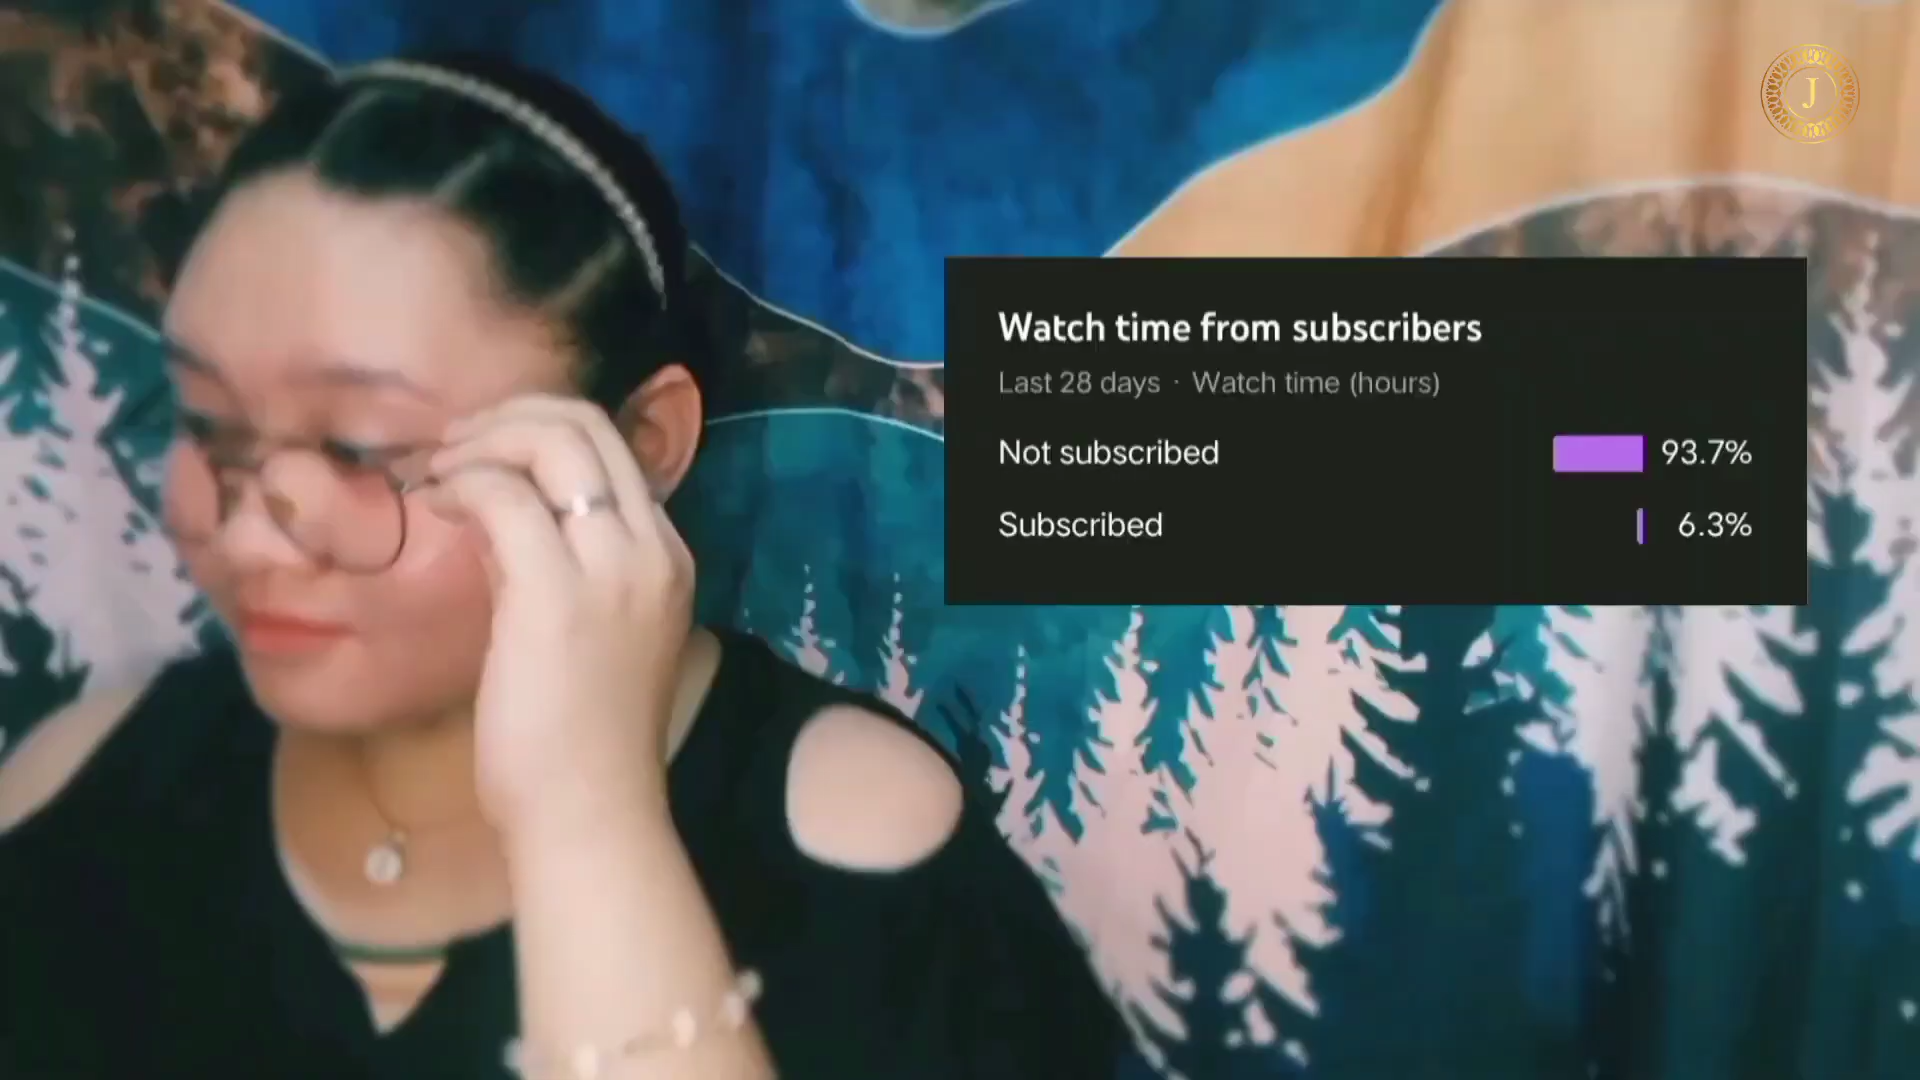 J
Watch time from subscribers
Last 28 days · Watch time (hours)
Not subscribed 93.7%
Subscribed 6.3%